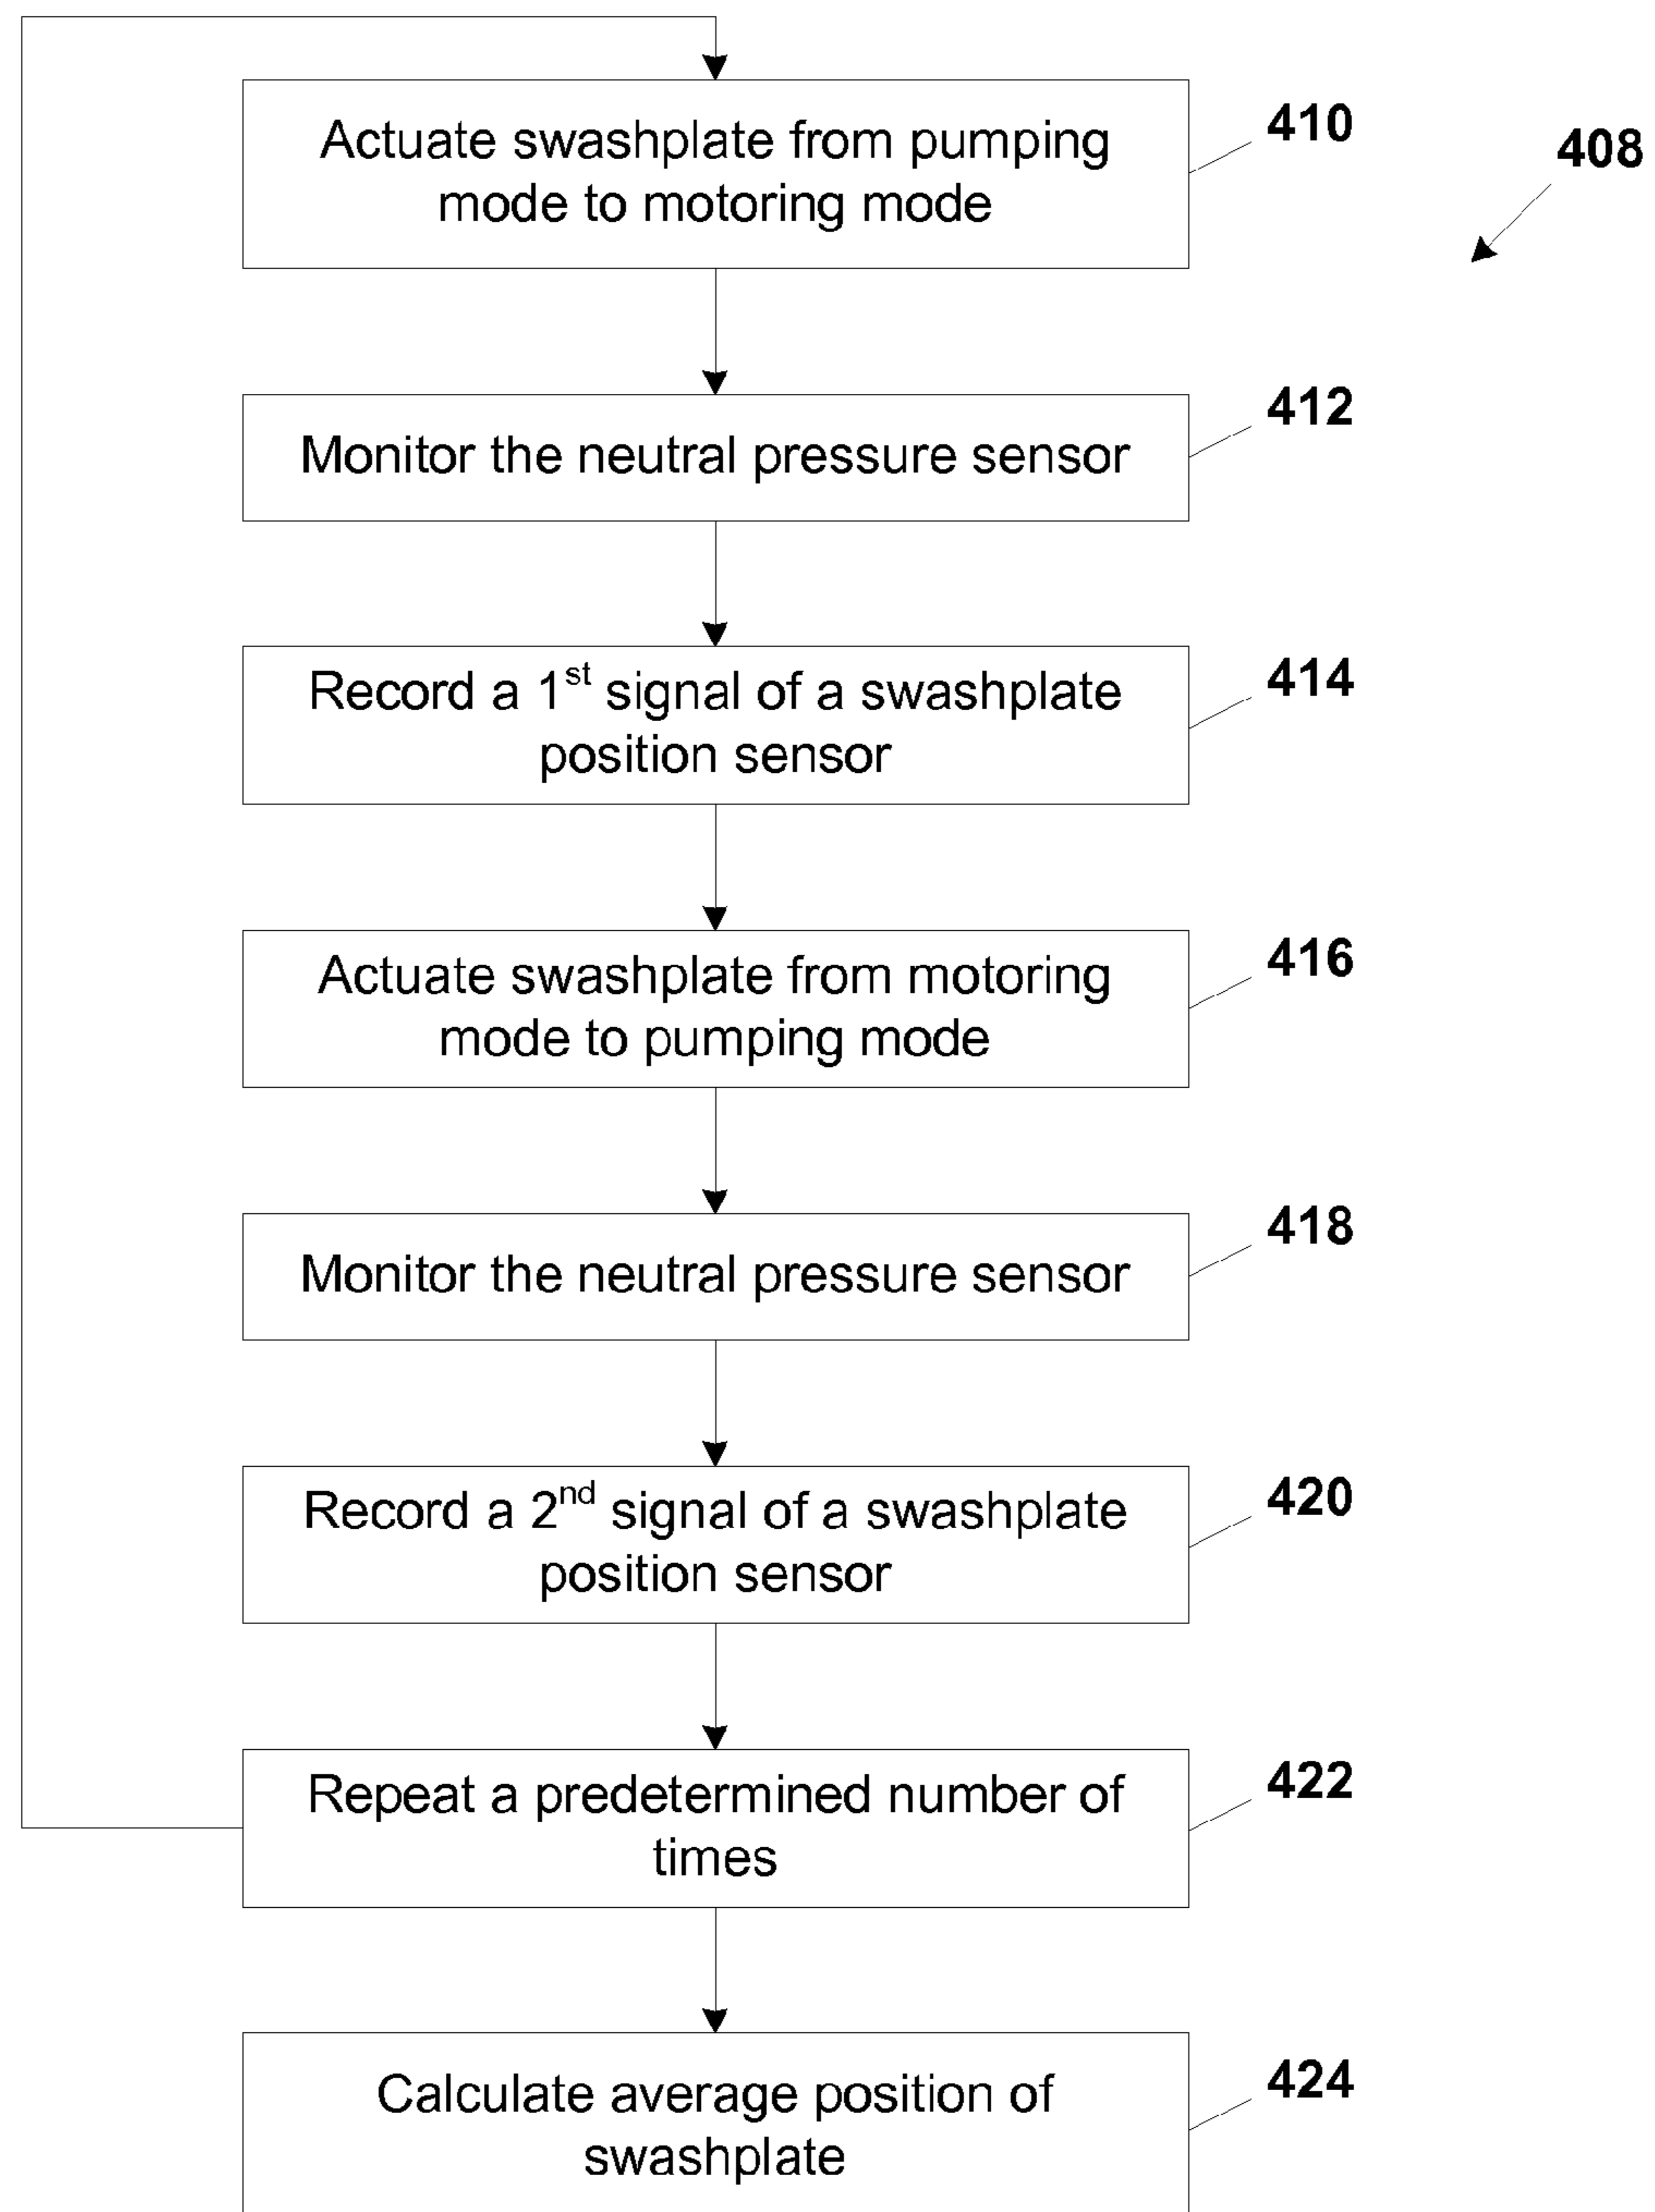 Actuate swashplate from pumping
mode to motoring mode
410
408
Monitor the neutral pressure sensor
412
Record a 1st signal of a swashplate
position sensor
414
Actuate swashplate from motoring
mode to pumping mode
416
Monitor the neutral pressure sensor
418
Record a 2nd signal of a swashplate
position sensor
420
Repeat a predetermined number of
times
422
Calculate average position of
swashplate
424